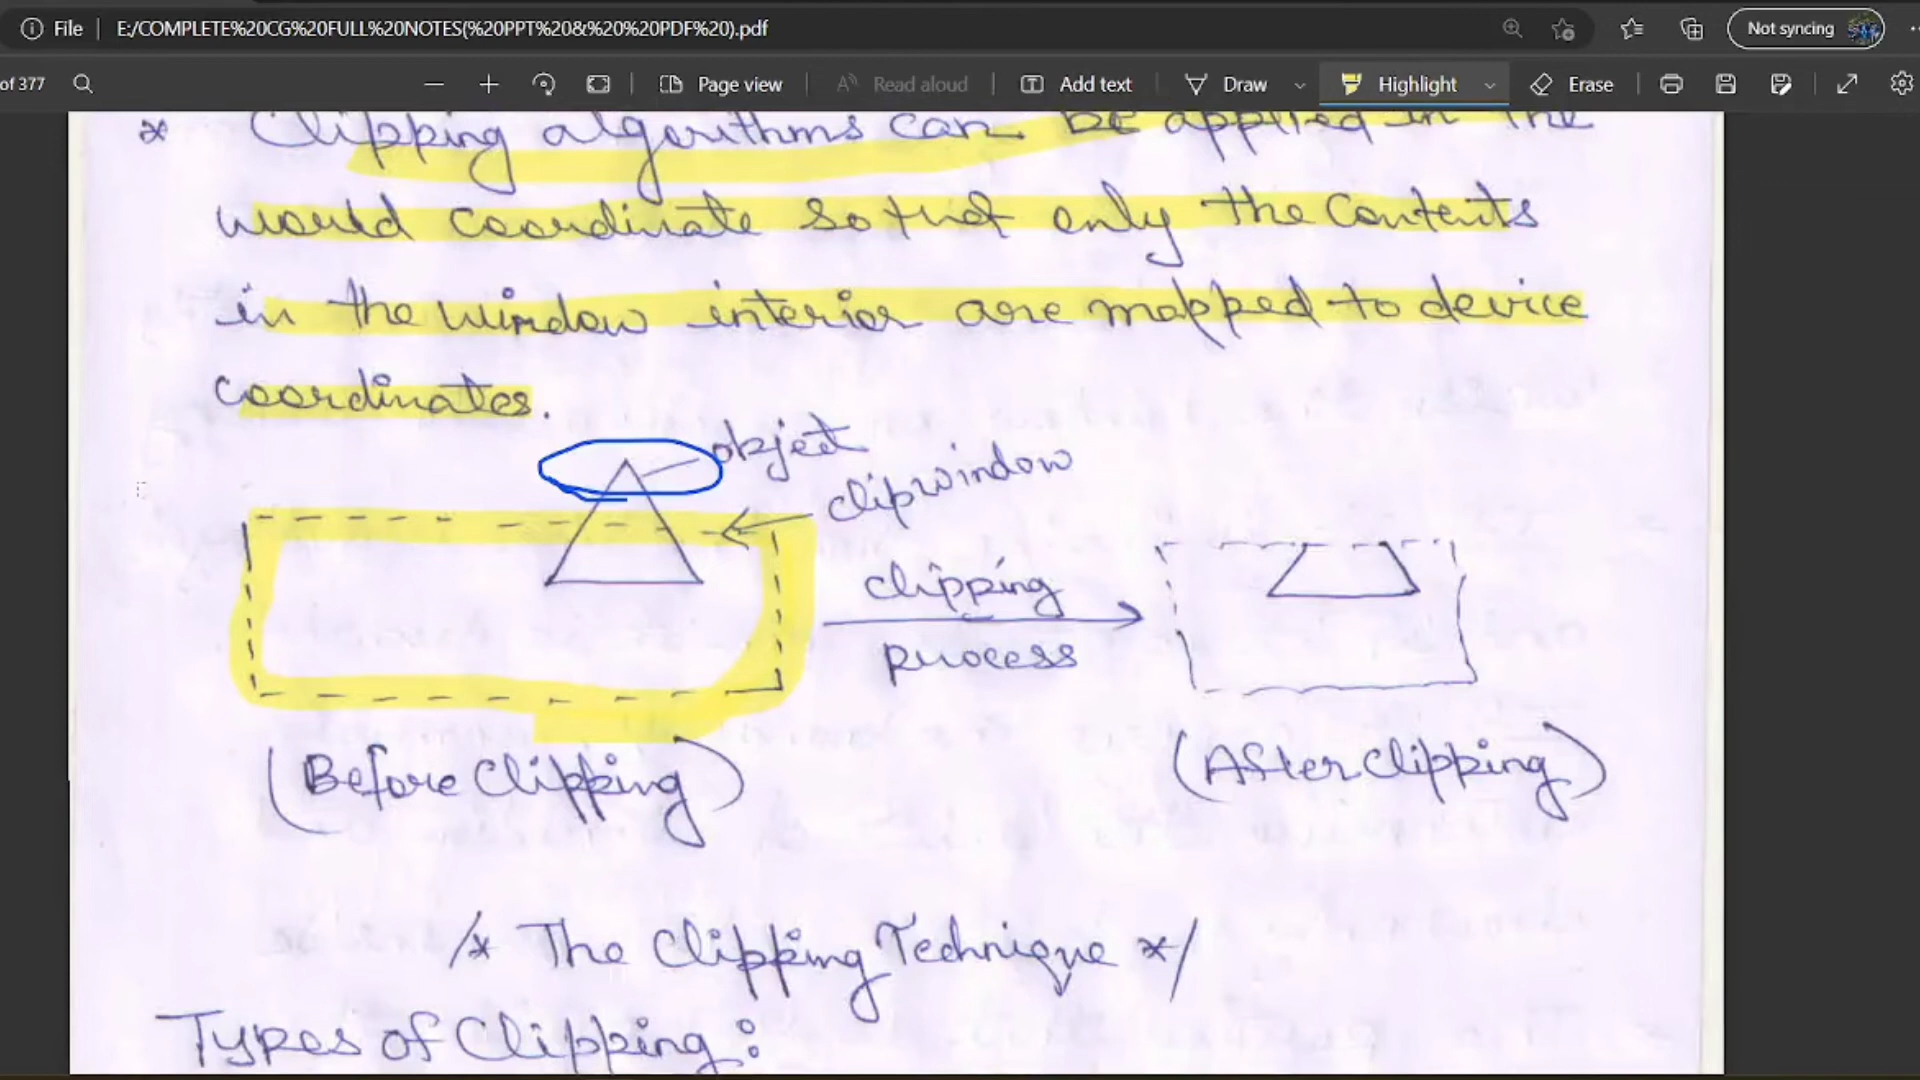 File
E:/COMPLETE%20CG%20FULL%20NOTES(%20PPT%20&%20%20PDF%20).pdf
Not syncing
of 377
Page view
Read aloud
Add text
Draw
Highlight
Erase
* Clipping algorithms can be applied in the
world coordinate so that only the contents
in the window interior are mapped to device
coordinates.
object
clip window
clipping
process
(Before Clipping)
(After clipping)
/* The Clipping Technique */
Types of Clipping: